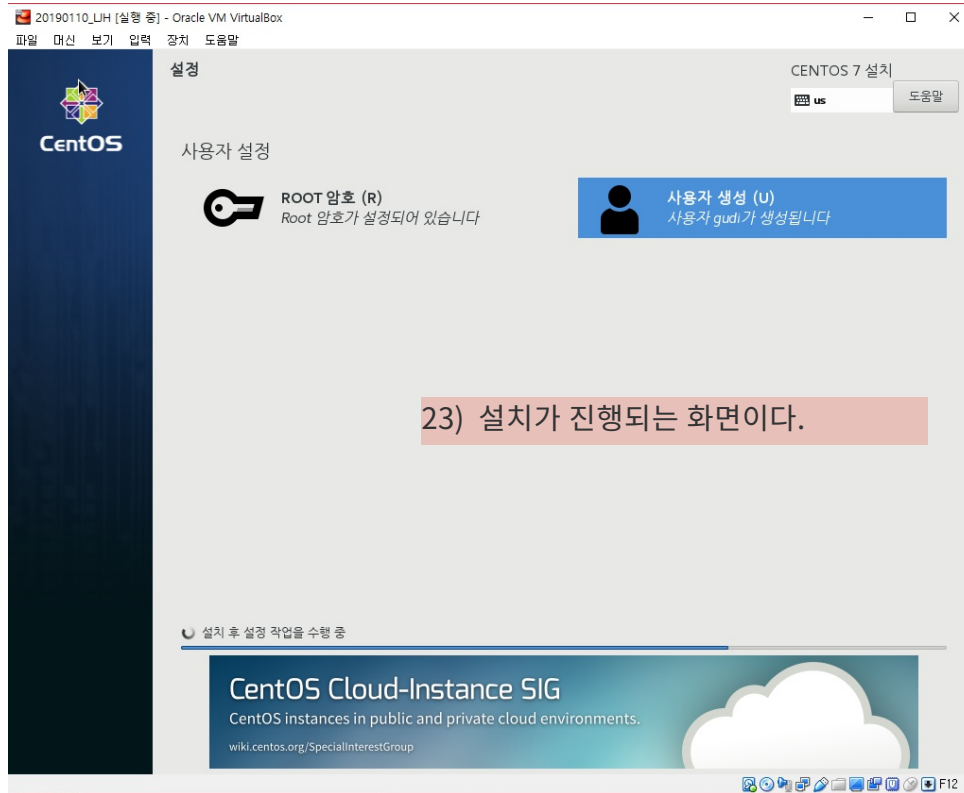 20190110_LJH [실행 중] - Oracle VM VirtualBox
파일 머신 보기 입력 장치 도움말
설정
CENTOS 7 설치
us
도움말
CentOS
사용자 설정
ROOT 암호 (R)
Root 암호가 설정되어 있습니다
사용자 생성 (U)
사용자 gudi가 생성됩니다
23) 설치가 진행되는 화면이다.
설치 후 설정 작업을 수행 중
CentOS Cloud-Instance SIG
CentOS instances in public and private cloud environments.
wiki.centos.org/SpecialInterestGroup
F12